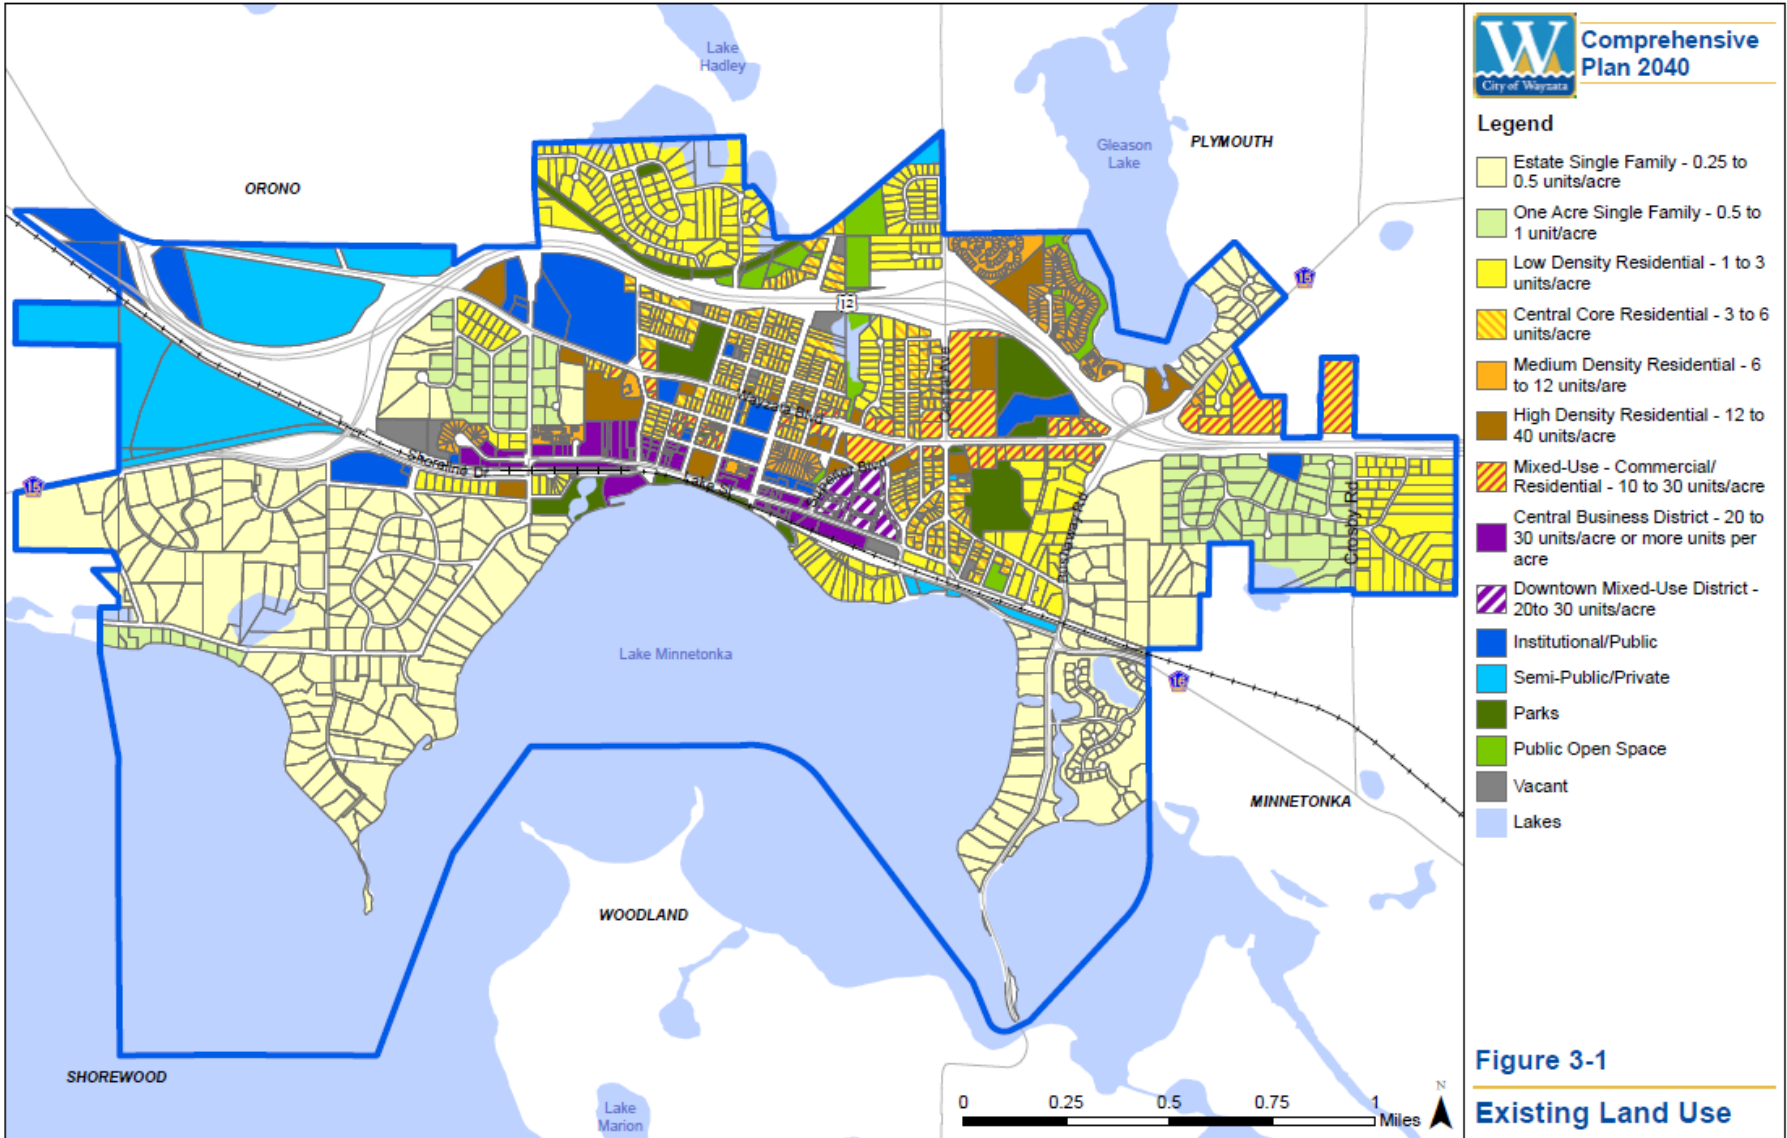 Lake
Hadley
Gleason
Lake
PLYMOUTH
ORONO
15
12
Central Ave
Wayzata Blvd
Shoreline Dr
Lake St
Superior Blvd
Bushaway Rd
Crosby Rd
15
Lake Minnetonka
16
MINNETONKA
WOODLAND
SHOREWOOD
Lake
Marion
0 0.25 0.5 0.75 1
Miles
N
W
City of Wayzata
Comprehensive
Plan 2040
Legend
Estate Single Family - 0.25 to
0.5 units/acre
One Acre Single Family - 0.5 to
1 unit/acre
Low Density Residential - 1 to 3
units/acre
Central Core Residential - 3 to 6
units/acre
Medium Density Residential - 6
to 12 units/are
High Density Residential - 12 to
40 units/acre
Mixed-Use - Commercial/
Residential - 10 to 30 units/acre
Central Business District - 20 to
30 units/acre or more units per
acre
Downtown Mixed-Use District -
20to 30 units/acre
Institutional/Public
Semi-Public/Private
Parks
Public Open Space
Vacant
Lakes
Figure 3-1
Existing Land Use